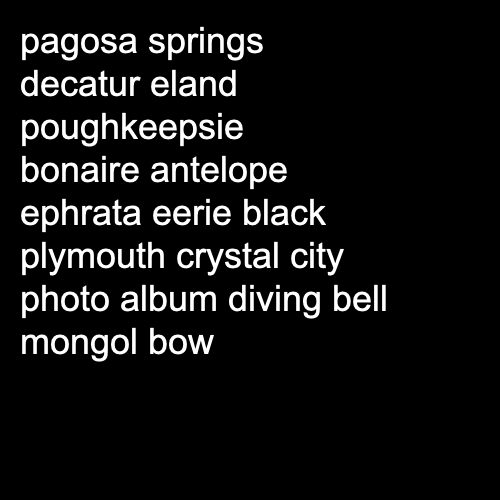 pagosa springs
decatur eland
poughkeepsie
bonaire antelope
ephrata eerie black
plymouth crystal city
photo album diving bell
mongol bow